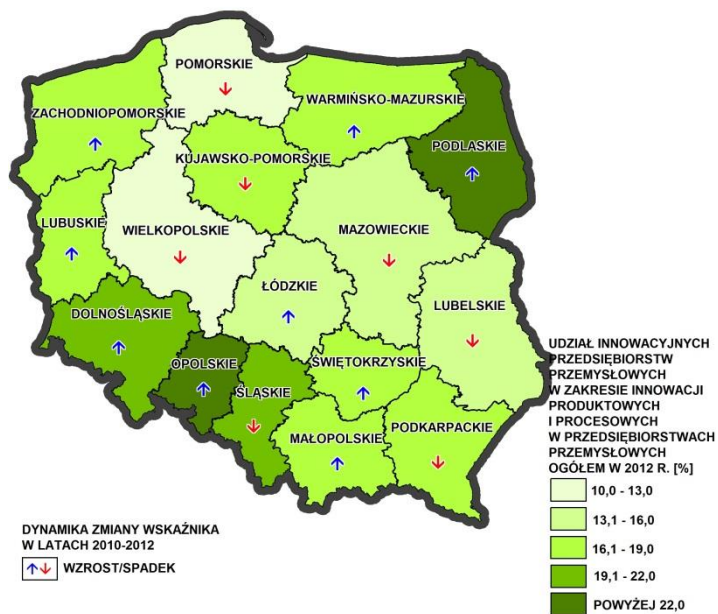 POMORSKIE
ZACHODNIOPOMORSKIE
WARMIŃSKO-MAZURSKIE
PODLASKIE
KUJAWSKO-POMORSKIE
LUBUSKIE
WIELKOPOLSKIE
MAZOWIECKIE
ŁÓDZKIE
LUBELSKIE
DOLNOŚLĄSKIE
OPOLSKIE
ŚLĄSKIE
ŚWIĘTOKRZYSKIE
MAŁOPOLSKIE
PODKARPACKIE
UDZIAŁ INNOWACYJNYCH
PRZEDSIĘBIORSTW
PRZEMYSŁOWYCH
W ZAKRESIE INNOWACJI
PRODUKTOWYCH
I PROCESOWYCH
W PRZEDSIĘBIORSTWACH
PRZEMYSŁOWYCH
OGÓŁEM W 2012 R. [%]
10,0 - 13,0
13,1 - 16,0
16,1 - 19,0
19,1 - 22,0
POWYŻEJ 22,0
DYNAMIKA ZMIANY WSKAŹNIKA
W LATACH 2010-2012
WZROST/SPADEK